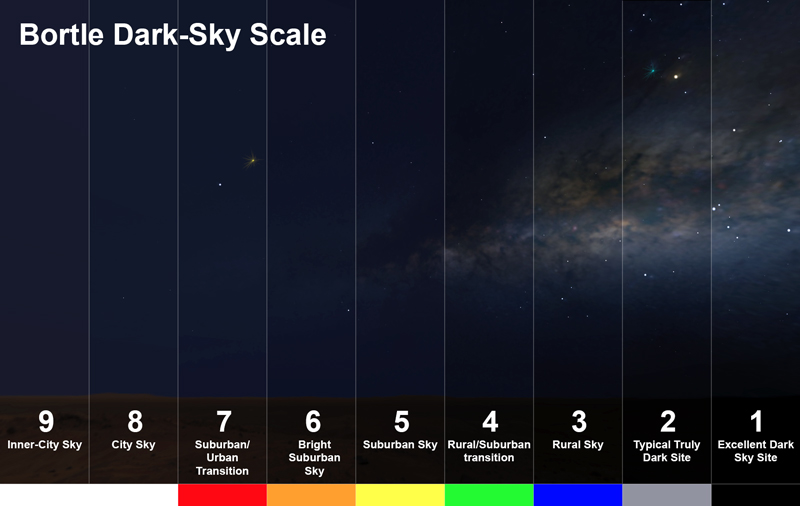 Bortle Dark-Sky Scale
9
Inner-City Sky
8
City Sky
7
Suburban/
Urban
Transition
6
Bright
Suburban
Sky
5
Suburban Sky
4
Rural/Suburban
transition
3
Rural Sky
2
Typical Truly
Dark Site
1
Excellent Dark
Sky Site